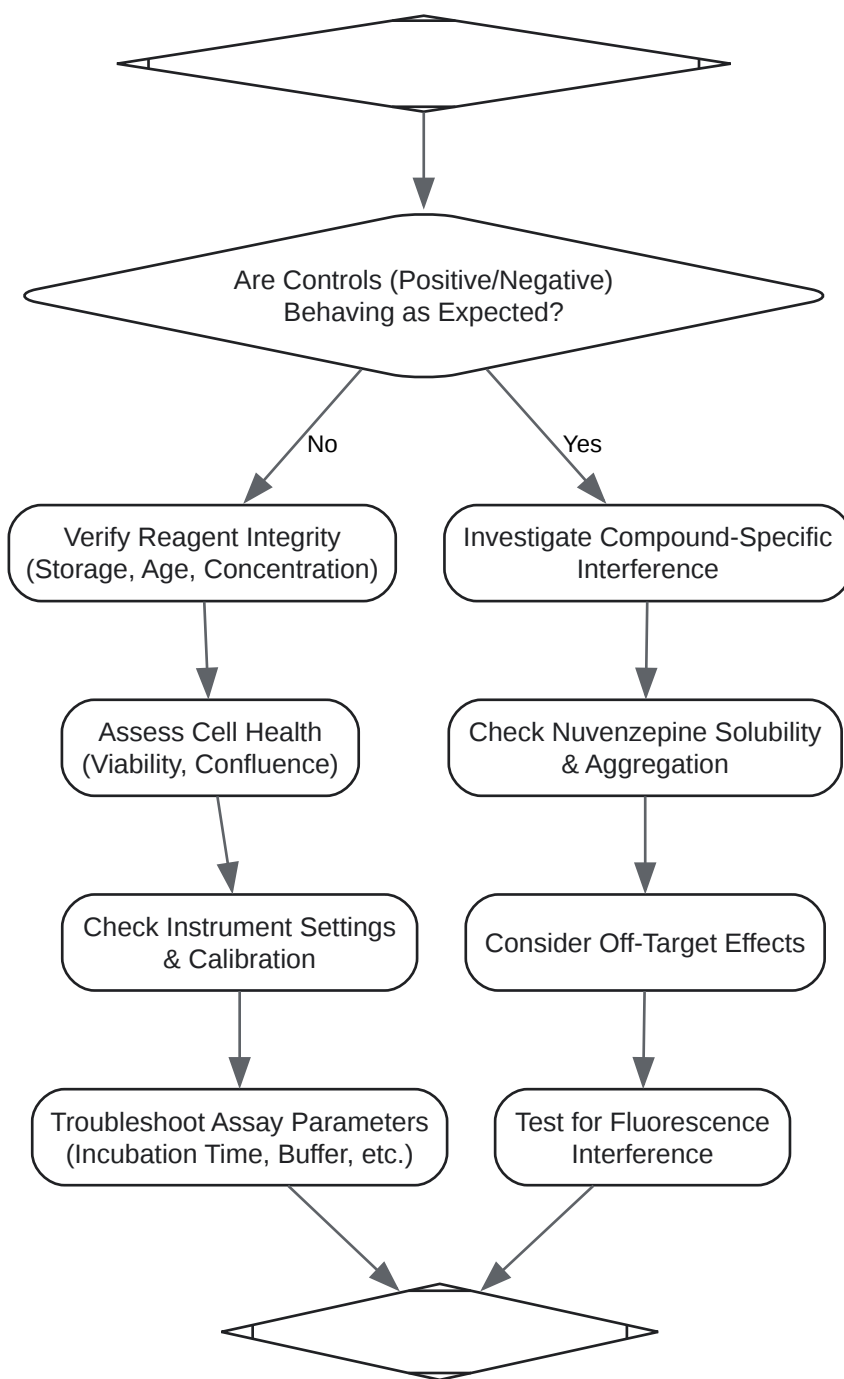 Are Controls (Positive/Negative)
Behaving as Expected?
No
Yes
Verify Reagent Integrity
(Storage, Age, Concentration)
Investigate Compound-Specific
Interference
Assess Cell Health
(Viability, Confluence)
Check Nuvenzepine Solubility
& Aggregation
Check Instrument Settings
& Calibration
Consider Off-Target Effects
Troubleshoot Assay Parameters
(Incubation Time, Buffer, etc.)
Test for Fluorescence
Interference